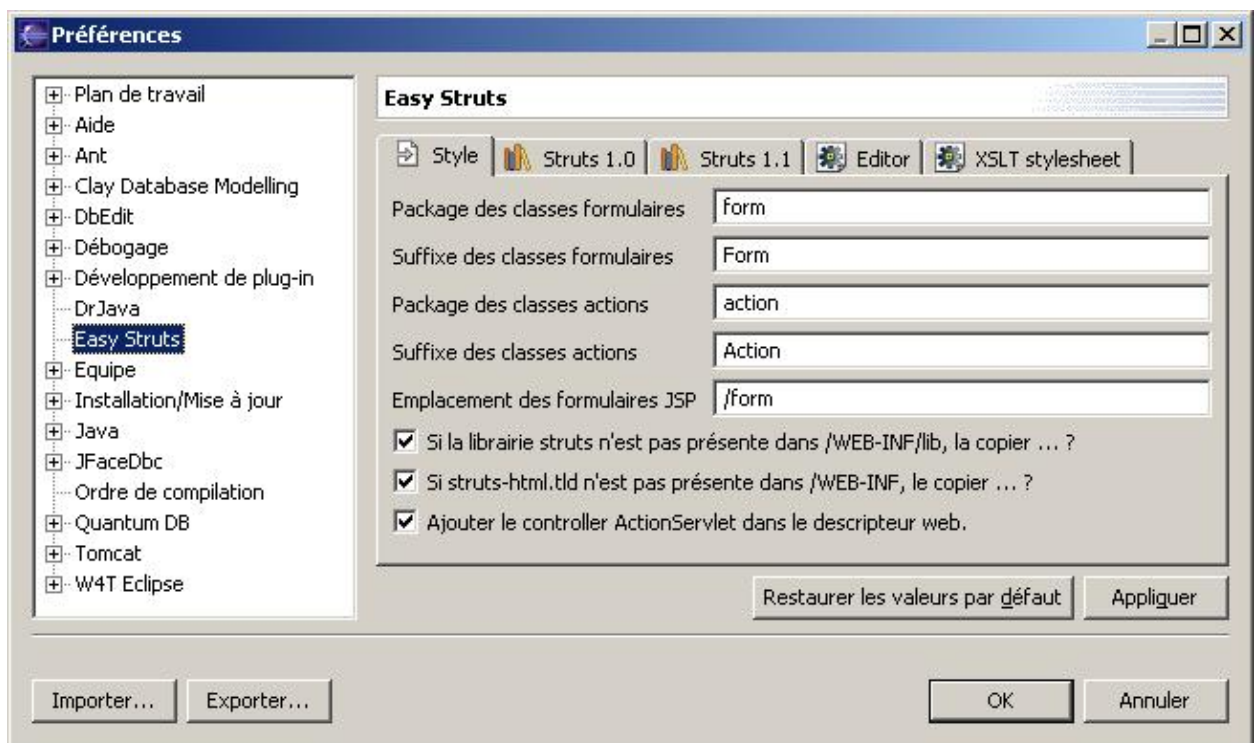 Préférences
Plan de travail
Aide
Ant
Clay Database Modelling
DbEdit
Débogage
Développement de plug-in
DrJava
Easy Struts
Equipe
Installation/Mise à jour
Java
JFaceDbc
Ordre de compilation
Quantum DB
Tomcat
W4T Eclipse
Easy Struts
Style Struts 1.0 Struts 1.1 Editor XSLT stylesheet
Package des classes formulaires form
Suffixe des classes formulaires Form
Package des classes actions action
Suffixe des classes actions Action
Emplacement des formulaires JSP /form
Si la librairie struts n'est pas présente dans /WEB-INF/lib, la copier ... ?
Si struts-html.tld n'est pas présente dans /WEB-INF, le copier ... ?
Ajouter le controller ActionServlet dans le descripteur web.
Restaurer les valeurs par défaut Appliquer
Importer... Exporter... OK Annuler